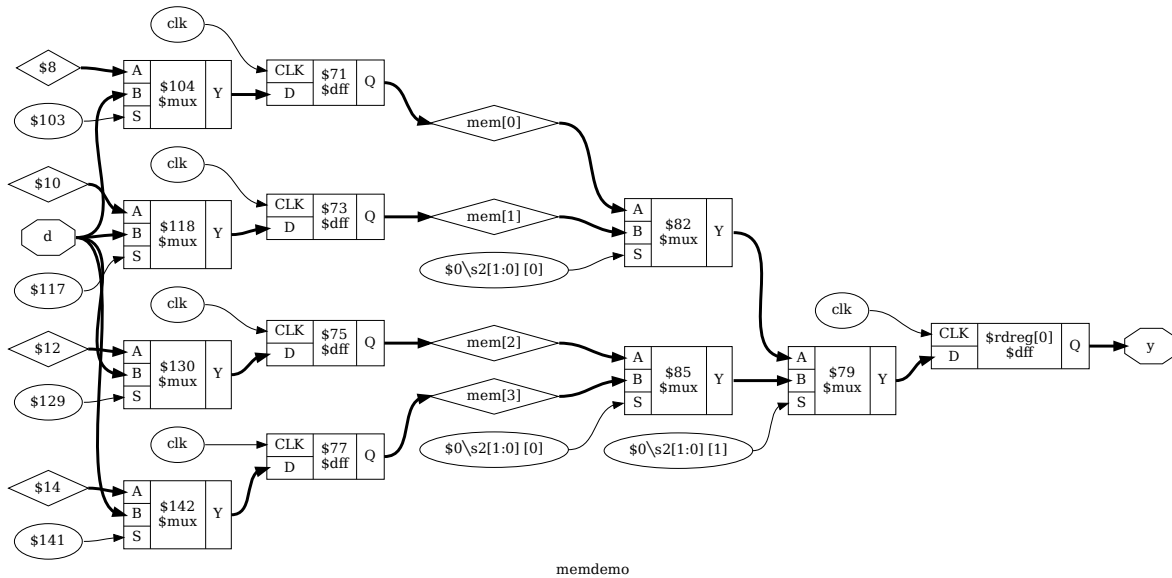 clk
$8
A
B
S
$104
$mux
Y
CLK
D
$71
$dff
Q
$103
mem[0]
clk
$10
A
B
S
$118
$mux
Y
CLK
D
$73
$dff
Q
mem[1]
A
B
S
$82
$mux
Y
d
$0\s2[1:0] [0]
$117
clk
$12
A
B
S
$130
$mux
Y
CLK
D
$75
$dff
Q
mem[2]
$129
mem[3]
A
B
S
$85
$mux
Y
A
B
S
$79
$mux
Y
clk
CLK
D
$rdreg[0]
$dff
Q
y
clk
CLK
D
$77
$dff
Q
$0\s2[1:0] [0]
$0\s2[1:0] [1]
$14
A
B
S
$142
$mux
Y
$141
memdemo